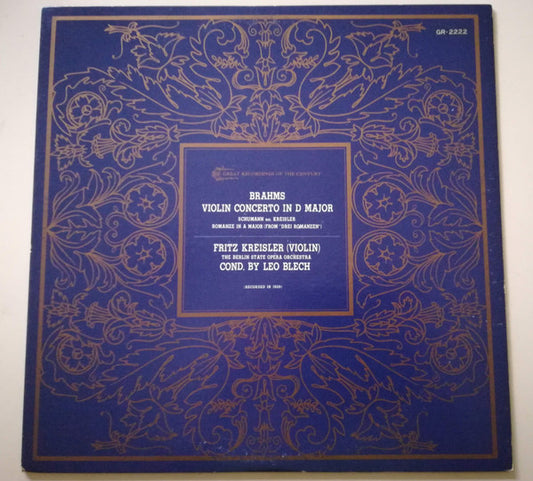 GR-2222
GREAT RECORDINGS OF THE CENTURY
BRAHMS
VIOLIN CONCERTO IN D MAJOR
SCHUMANN arr. KREISLER
ROMANZE IN A MAJOR (FROM "DREI ROMANZEN")
FRITZ KREISLER (VIOLIN)
THE BERLIN STATE OPERA ORCHESTRA
COND. BY LEO BLECH